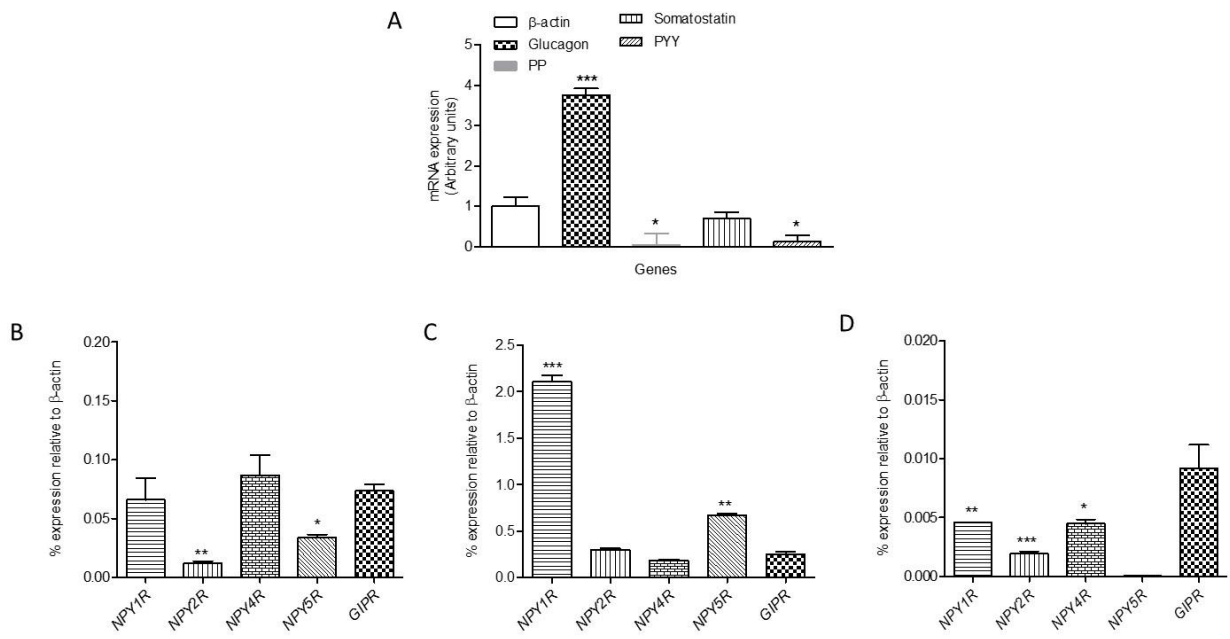 A
β-actin
Glucagon
PP
Somatostatin
PYY
mRNA expression
(Arbitrary units)
5
4
3
2
1
0
***
*
*
Genes
B
% expression relative to β-actin
0.20
0.15
0.10
0.05
0.00
**
*
NPY1R
NPY2R
NPY4R
NPY5R
GIPR
C
% expression relative to β-actin
2.5
2.0
1.5
1.0
0.5
0.0
***
**
NPY1R
NPY2R
NPY4R
NPY5R
GIPR
D
% expression relative to β-actin
0.020
0.015
0.010
0.005
0.000
**
***
*
NPY1R
NPY2R
NPY4R
NPY5R
GIPR